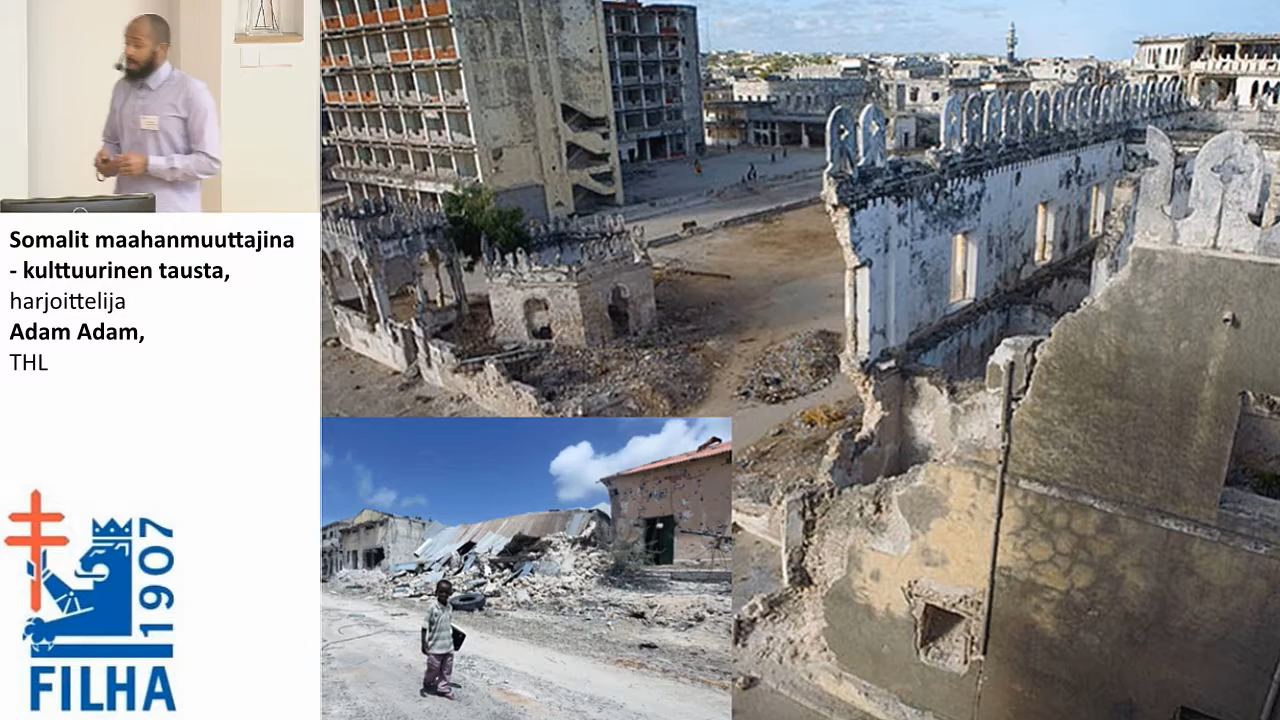 Somalit maahanmuuttajina
- kulttuurinen tausta,
harjoittelija
Adam Adam,
THL
1907
FILHA